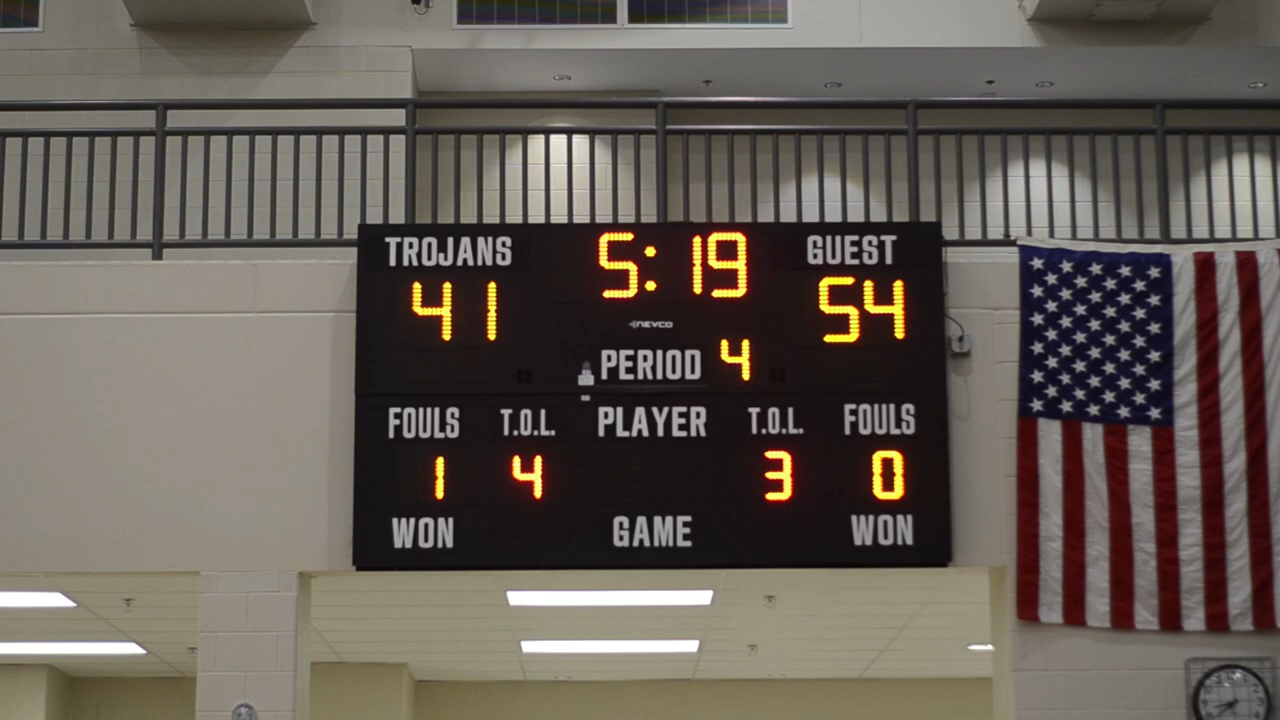 TROJANS 5:19 GUEST
41 54
NEVCO
PERIOD 4
FOULS T.O.L. PLAYER T.O.L. FOULS
1 4 3 0
WON GAME WON